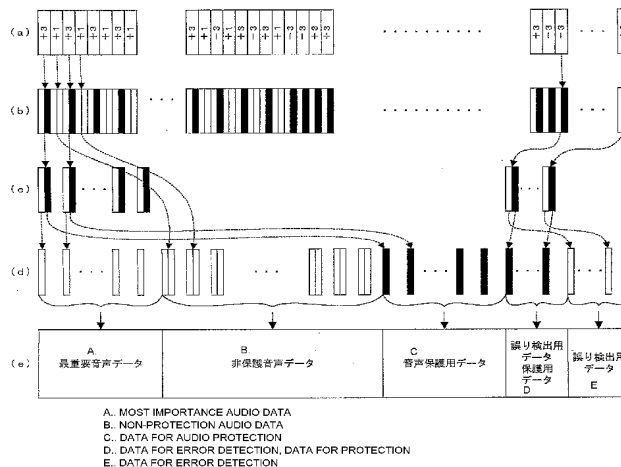 (a)
+3 -3 -3
(b)
(c)
(d)
(e)
A.
最重要音声データ
B.
非保護音声データ
C
音声保護用データ
誤り検出用
データ
保護用
データ
D
誤り検出用
データ
E
A.. MOST IMPORTANCE AUDIO DATA
B.. NON-PROTECTION AUDIO DATA
C.. DATA FOR AUDIO PROTECTION
D.. DATA FOR ERROR DETECTION, DATA FOR PROTECTION
E.. DATA FOR ERROR DETECTION